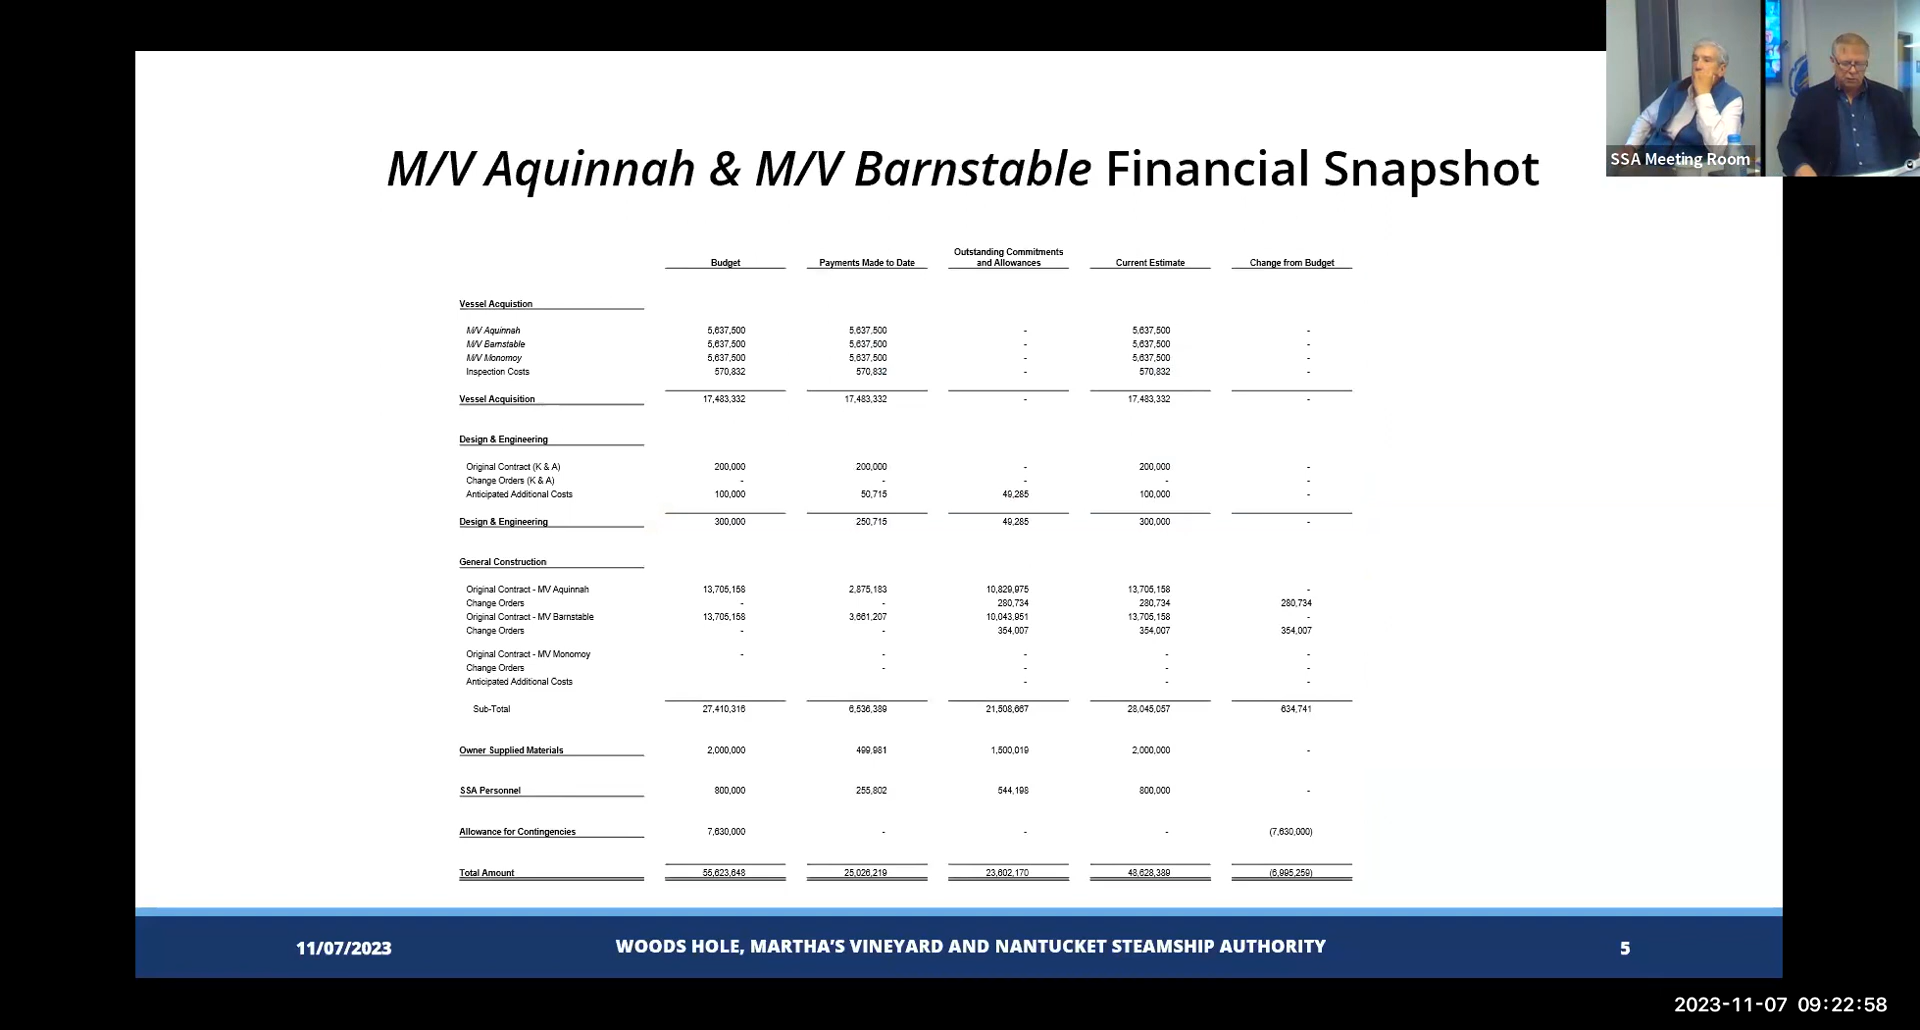 SSA Meeting Room
M/V Aquinnah & M/V Barnstable Financial Snapshot
Outstanding Commitments
Budget Payments Made to Date and Allowances Current Estimate Change from Budget
Vessel Acquistion
M/V Aquinnah 5,637,500 5,637,500 - 5,637,500 -
M/V Barnstable 5,637,500 5,637,500 - 5,637,500 -
M/V Monomoy 5,637,500 5,637,500 - 5,637,500 -
Inspection Costs 570,832 570,832 - 570,832 -
Vessel Acquisition 17,483,332 17,483,332 - 17,483,332 -
Design & Engineering
Original Contract (K & A) 200,000 200,000 - 200,000 -
Change Orders (K & A) - - - - -
Anticipated Additional Costs 100,000 50,715 49,285 100,000 -
Design & Engineering 300,000 250,715 49,285 300,000 -
General Construction
Original Contract - MV Aquinnah 13,705,158 2,875,183 10,829,975 13,705,158 -
Change Orders - - 280,734 280,734 280,734
Original Contract - MV Barnstable 13,705,158 3,661,207 10,043,951 13,705,158 -
Change Orders - - 354,007 354,007 354,007
Original Contract - MV Monomoy - - - - -
Change Orders - - - -
Anticipated Additional Costs - - -
Sub-Total 27,410,316 6,536,389 21,508,667 28,045,057 634,741
Owner Supplied Materials 2,000,000 499,981 1,500,019 2,000,000 -
SSA Personnel 800,000 255,802 544,198 800,000 -
Allowance for Contingencies 7,630,000 - - - (7,630,000)
Total Amount 55,623,648 25,026,219 23,602,170 48,628,389 (6,995,259)
11/07/2023 WOODS HOLE, MARTHA'S VINEYARD AND NANTUCKET STEAMSHIP AUTHORITY 5
2023-11-07 09:22:58